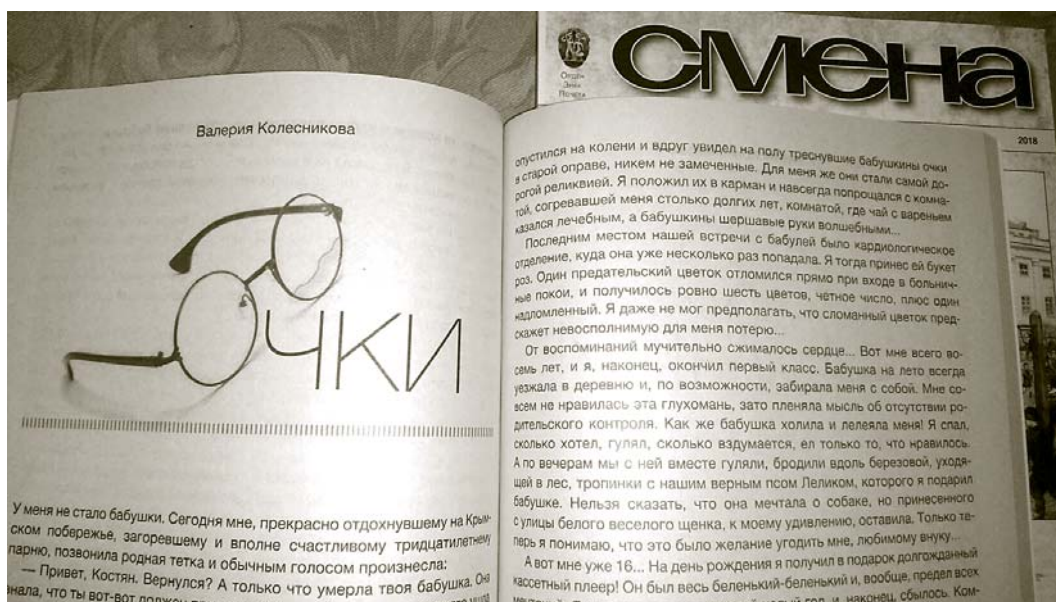 Валерия Колесникова
ОЧКИ
У меня не стало бабушки. Сегодня мне, прекрасно отдохнувшему на Крым-
ском побережье, загоревшему и вполне счастливому тридцатилетнему
парню, позвонила родная тетка и обычным голосом произнесла:
— Привет, Костян. Вернулся? А только что умерла твоя бабушка. Она
знала, что ты вот-вот должен
опустился на колени и вдруг увидел на полу треснувшие бабушкины очки
в старой оправе, никем не замеченные. Для меня же они стали самой до-
рогой реликвией. Я положил их в карман и навсегда попрощался с комна-
той, согревавшей меня столько долгих лет, комнатой, где чай с вареньем
казался лечебным, а бабушкины шершавые руки волшебными...
Последним местом нашей встречи с бабулей было кардиологическое
отделение, куда она уже несколько раз попадала. Я тогда принес ей букет
роз. Один предательский цветок отломился прямо при входе в больнич-
ные покои, и получилось ровно шесть цветов, четное число, плюс один
надломленный. Я даже не мог предполагать, что сломанный цветок пред-
скажет невосполнимую для меня потерю...
От воспоминаний мучительно сжималось сердце... Вот мне всего во-
семь лет, и я, наконец, окончил первый класс. Бабушка на лето всегда
уезжала в деревню и, по возможности, забирала меня с собой. Мне со-
всем не нравилась эта глухомань, зато пленяла мысль об отсутствии ро-
дительского контроля. Как же бабушка холила и лелеяла меня! Я спал,
сколько хотел, гулял, сколько вздумается, ел только то, что нравилось.
А по вечерам мы с ней вместе гуляли, бродили вдоль березовой, уходя-
щей в лес, тропинки с нашим верным псом Леликом, которого я подарил
бабушке. Нельзя сказать, что она мечтала о собаке, но принесенного
с улицы белого веселого щенка, к моему удивлению, оставила. Только те-
перь я понимаю, что это было желание угодить мне, любимому внуку...
А вот мне уже 16... На день рождения я получил в подарок долгожданный
кассетный плеер! Он был весь беленький-беленький и, вообще, предел всех
год, и, наконец, сбылось. Ком-
СМЕНА
Орден
Знак
Почета
2018